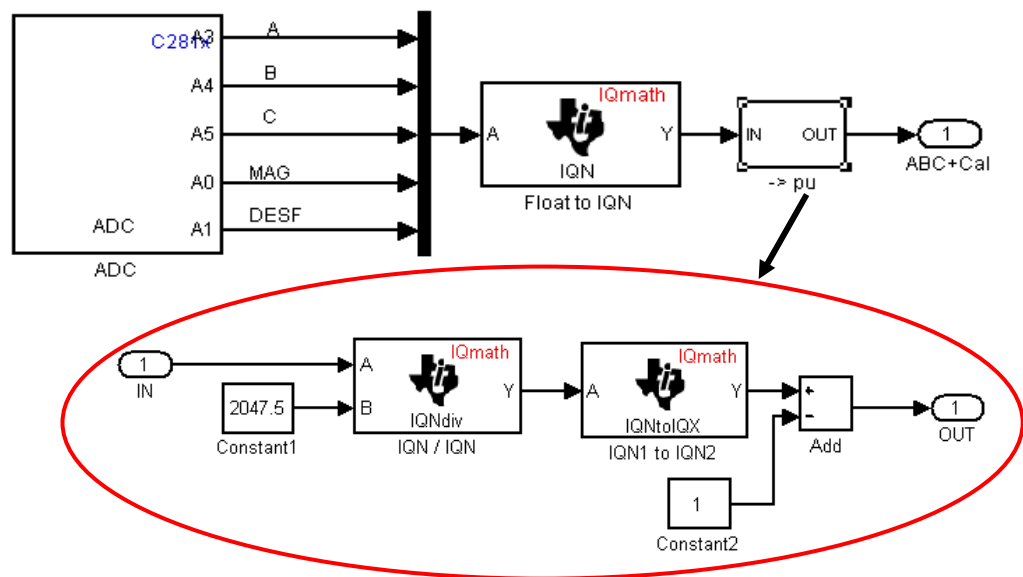 C281x
A3
A
A4
B
A5
C
A0
MAG
A1
DESF
ADC
ADC
IQmath
A
Y
IQN
Float to IQN
IN
OUT
-> pu
1
ABC+Cal
1
IN
2047.5
Constant1
IQmath
A
B
Y
IQNdiv
IQN / IQN
IQmath
A
Y
IQNtoIQX
IQN1 to IQN2
1
Constant2
+
-
Add
1
OUT